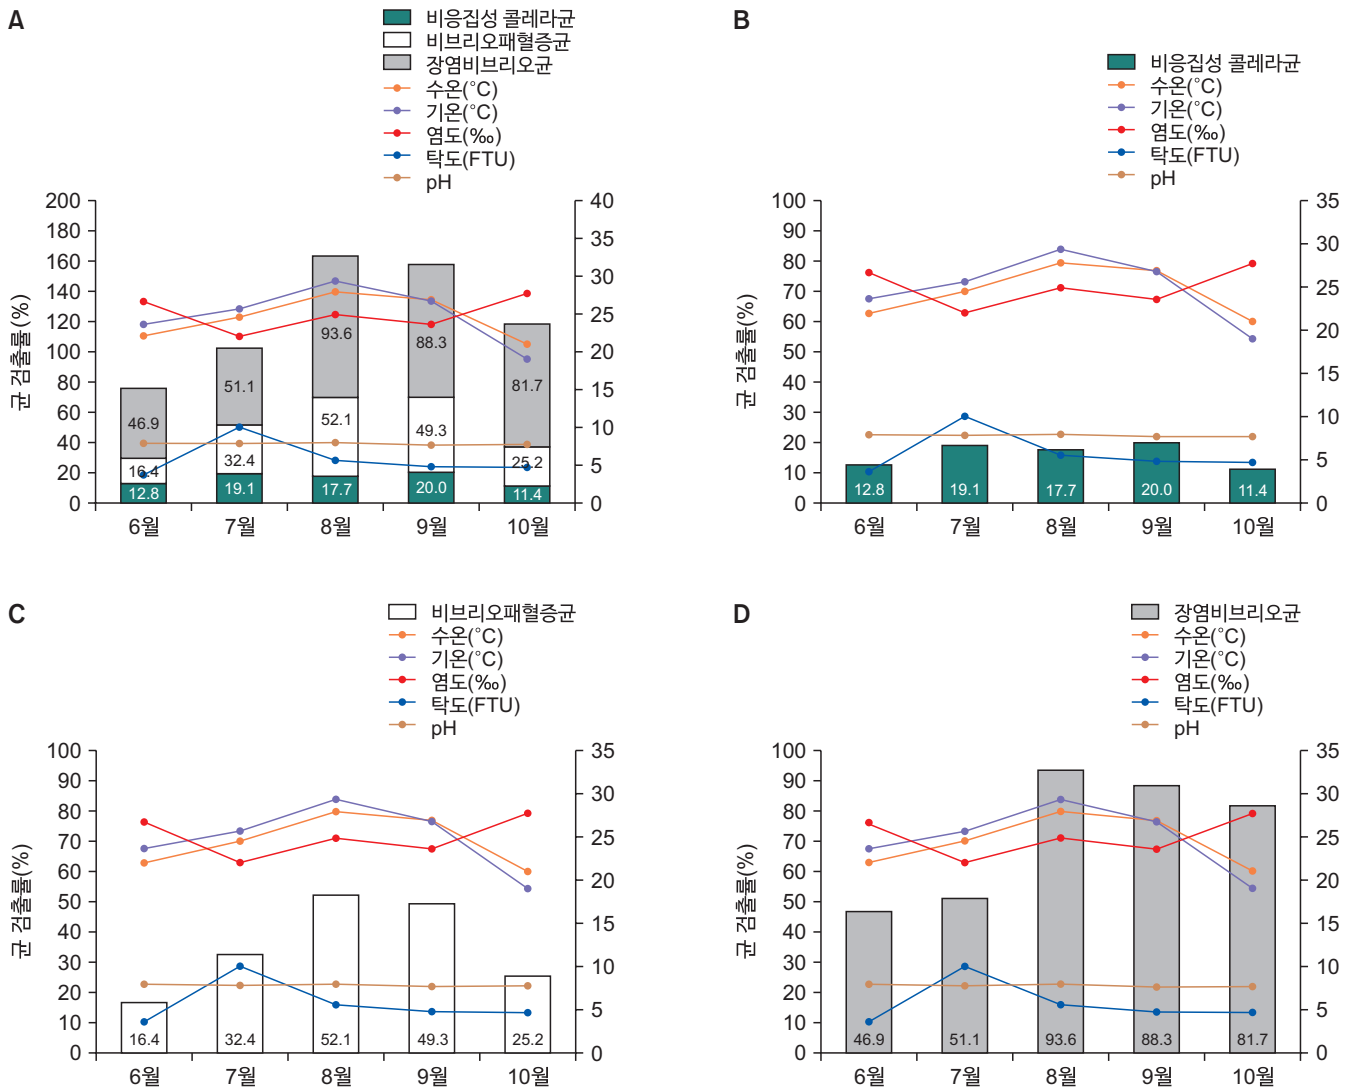 A
비응집성 콜레라균
비브리오패혈증균
장염비브리오균
수온(°C)
기온(°C)
염도(‰)
탁도(FTU)
pH
균 검출률(%)
200
180
160
140
120
100
80
60
40
20
0
40
35
30
25
20
15
10
5
0
46.9
16.4
12.8
51.1
32.4
19.1
93.6
52.1
17.7
88.3
49.3
20.0
81.7
25.2
11.4
6월 7월 8월 9월 10월
B
비응집성 콜레라균
수온(°C)
기온(°C)
염도(‰)
탁도(FTU)
pH
균 검출률(%)
100
90
80
70
60
50
40
30
20
10
0
35
30
25
20
15
10
5
0
12.8 19.1 17.7 20.0 11.4
6월 7월 8월 9월 10월
C
비브리오패혈증균
수온(°C)
기온(°C)
염도(‰)
탁도(FTU)
pH
균 검출률(%)
100
90
80
70
60
50
40
30
20
10
0
35
30
25
20
15
10
5
0
16.4 32.4 52.1 49.3 25.2
6월 7월 8월 9월 10월
D
장염비브리오균
수온(°C)
기온(°C)
염도(‰)
탁도(FTU)
pH
균 검출률(%)
100
90
80
70
60
50
40
30
20
10
0
35
30
25
20
15
10
5
0
46.9 51.1 93.6 88.3 81.7
6월 7월 8월 9월 10월